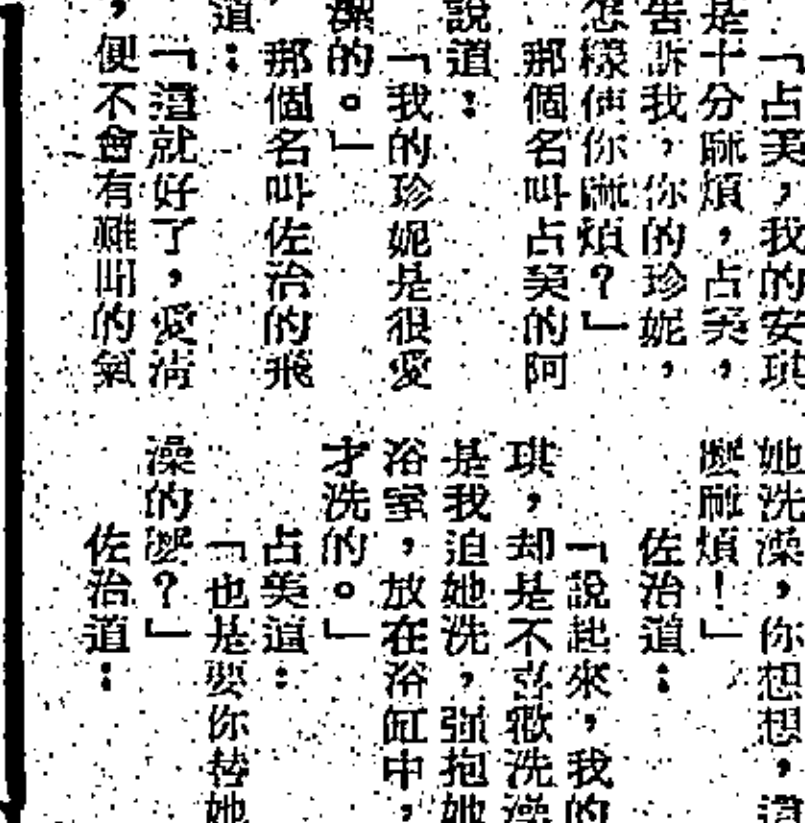 「占美，我的安琪
是十分麻煩，占美，
告訴我，你的珍妮，
怎樣使你麻煩？」
那個名叫占美的阿
說道：
「我的珍妮是很愛
潔的。」
那個名叫佐治的飛
道：
「這就好了，愛清
，便不會有難聞的氣
她洗澡，你想想，這
麽麻煩！」
佐治道：
「說起來，我的
琪，却是不喜歡洗澡
是我迫她洗，强抱她
浴室，放在浴缸中，
才洗的。」
占美道：
「也是要你替她
澡的麽？」
佐治道：